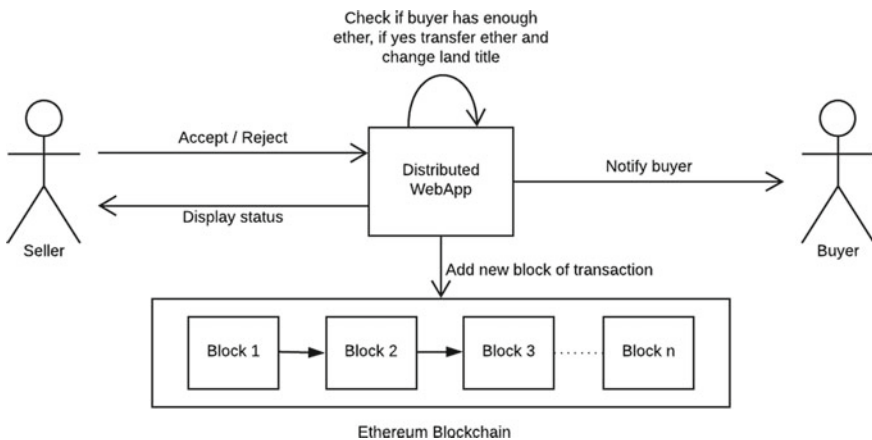 Check if buyer has enough
ether, if yes transfer ether and
change land title
Accept / Reject
Distributed
WebApp
Notify buyer
Display status
Seller
Buyer
Add new block of transaction
Block 1
Block 2
Block 3
Block n
Ethereum Blockchain